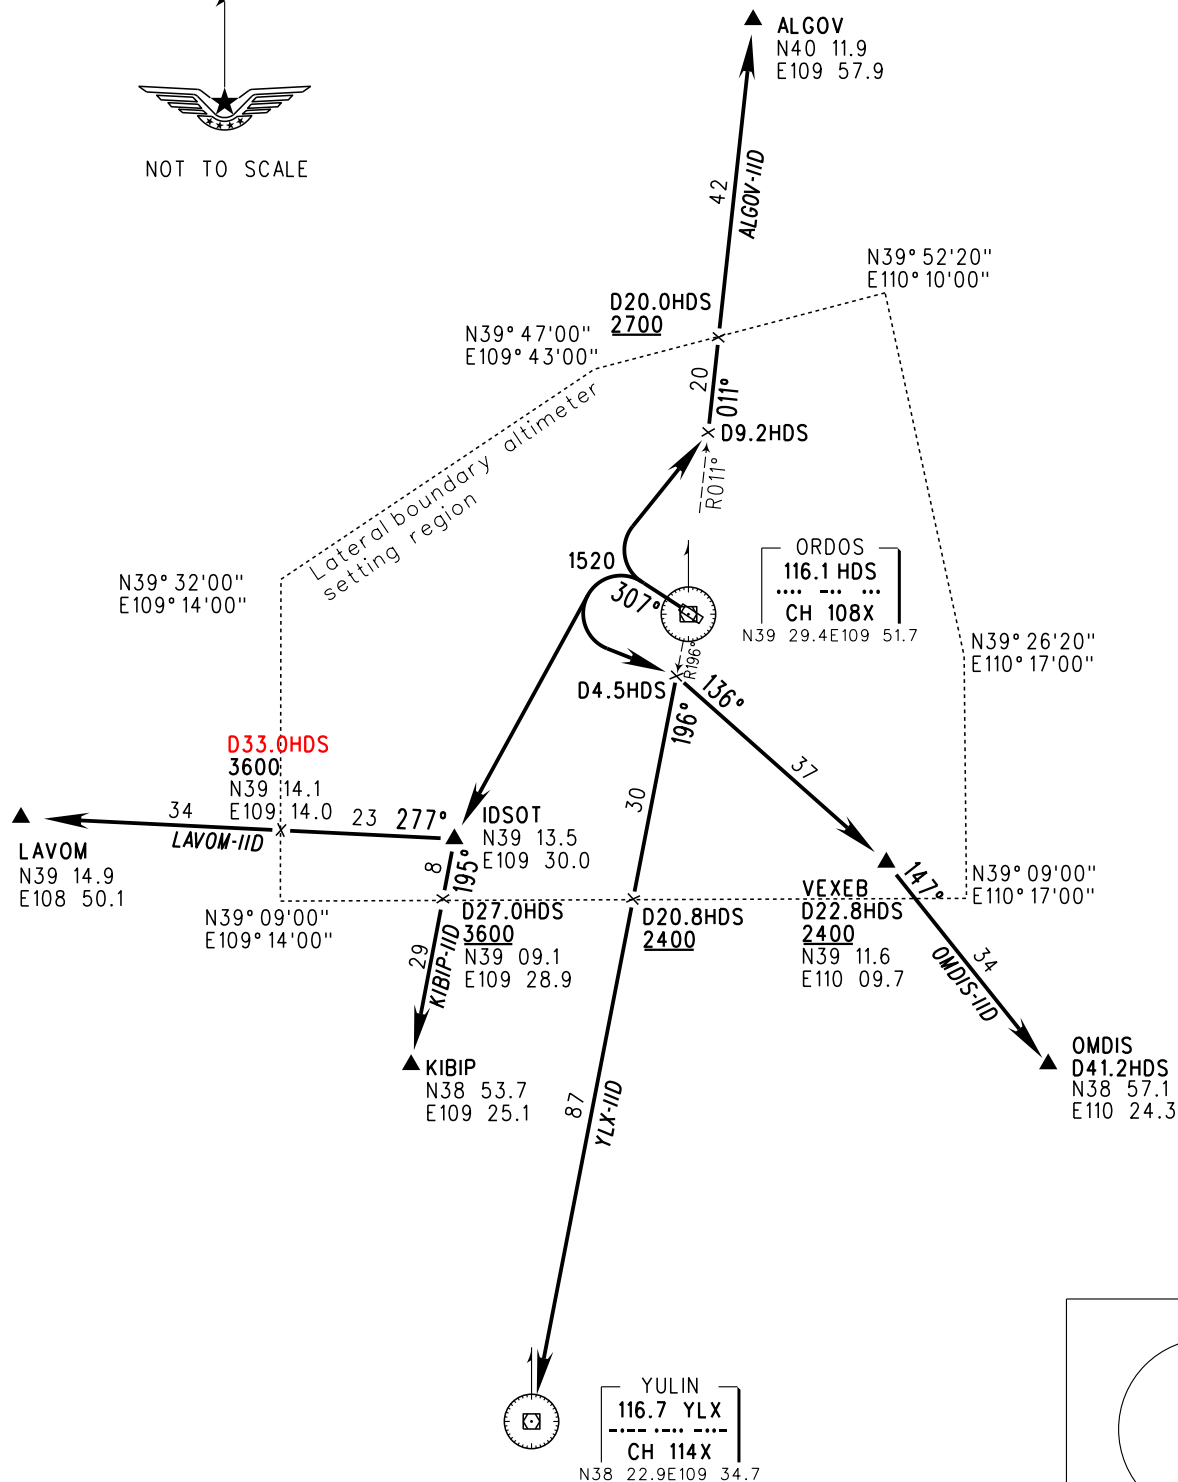 ALGOV
N40 11.9
E109 57.9
NOT TO SCALE
42
ALGOV-IID
N39°52'20"
E110°10'00"
D20.0HDS
2700
N39°47'00"
E109°43'00"
20
011°
D9.2HDS
Lateral boundary altimeter
setting region
R011°
1520
307°
ORDOS
116.1 HDS
CH 108X
N39 29.4E109 51.7
N39°32'00"
E109°14'00"
N39°26'20"
E110°17'00"
R196°
D4.5HDS
136°
196°
D33.0HDS
3600
N39 14.1
E109 14.0
37
30
34
LAVOM-IID
23
277°
IDSOT
N39 13.5
E109 30.0
LAVOM
N39 14.9
E108 50.1
8
195°
N39°09'00"
E109°14'00"
D27.0HDS
3600
N39 09.1
E109 28.9
D20.8HDS
2400
VEXEB
D22.8HDS
2400
N39 11.6
E110 09.7
147°
N39°09'00"
E110°17'00"
29
KIBIP-IID
34
OMDIS-IID
KIBIP
N38 53.7
E109 25.1
OMDIS
D41.2HDS
N38 57.1
E110 24.3
87
YLX-IID
YULIN
116.7 YLX
CH 114X
N38 22.9E109 34.7